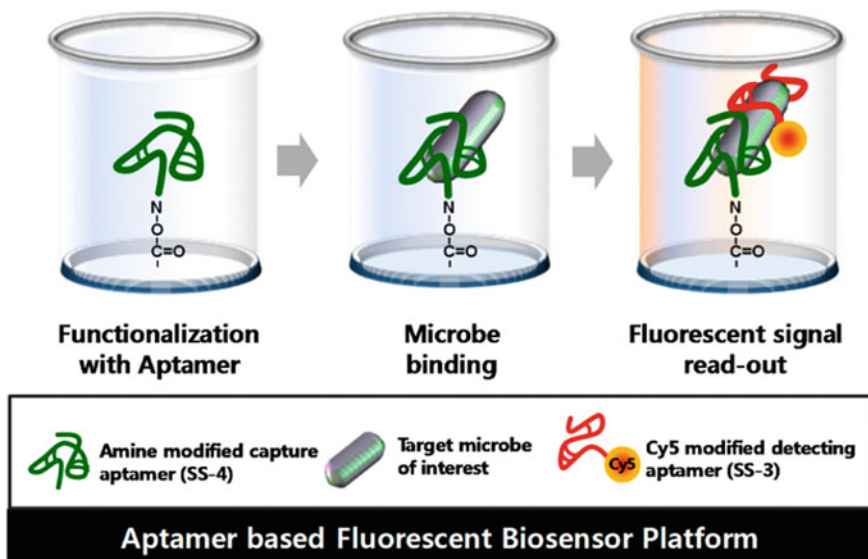 N
O
C=O
N
O
C=O
N
O
C=O
Functionalization
with Aptamer
Microbe
binding
Fluorescent signal
read-out
Amine modified capture
aptamer (SS-4)
Target microbe
of interest
Cy5
Cy5 modified detecting
aptamer (SS-3)
Aptamer based Fluorescent Biosensor Platform